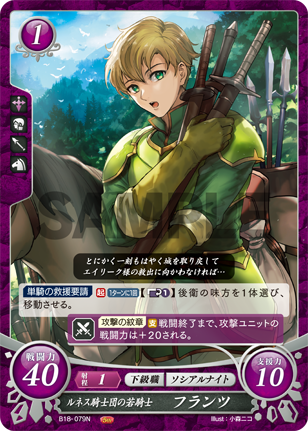 1
SAMPLE
とにかく一刻もはやく城を取り戻して
エイリーク様の救出に向かわなければ…
単騎の救援要請 起 1ターンに1回 1 後衛の味方を1体選び、
移動させる。
攻撃の紋章 支 戦闘終了まで、攻撃ユニットの
戦闘力は+20される。
戦闘力 40
射程 1 下級職 ソシアルナイト
支援力 10
ルネス騎士団の若騎士 フランツ
B18-079N Illust:小森ニコ